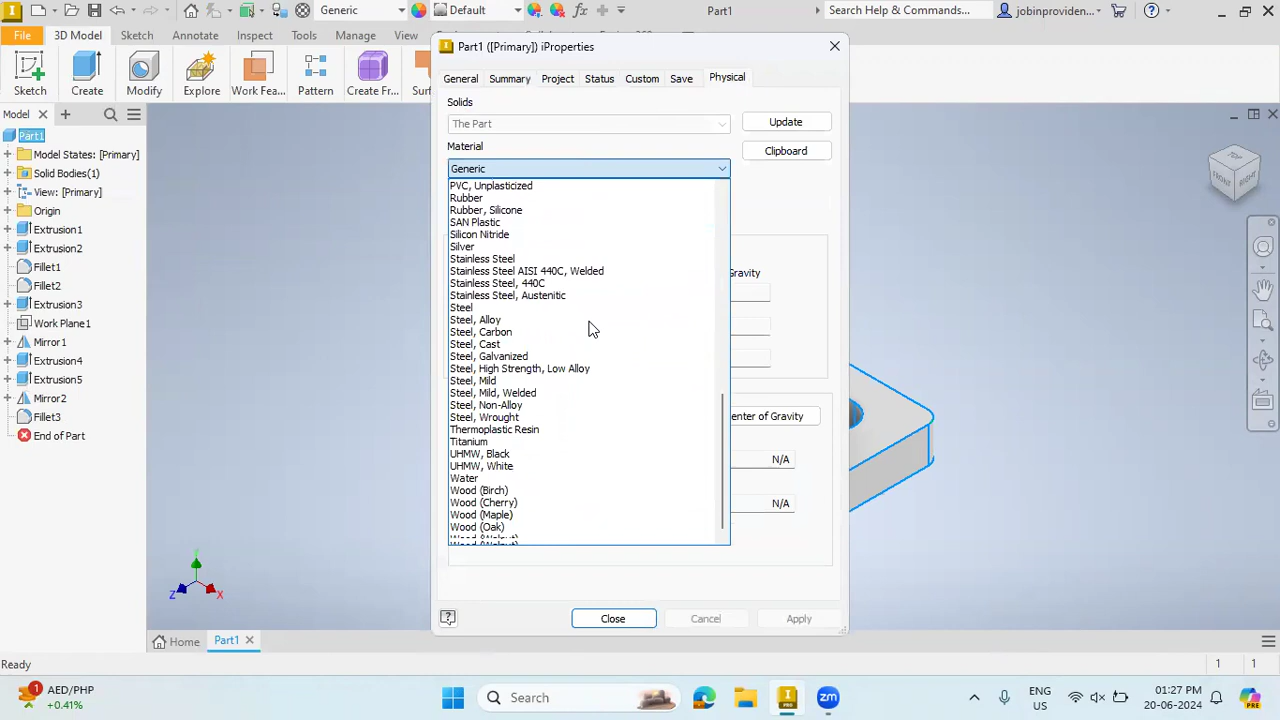 Generic
Default
Part1
Search Help & Commands...
jobinproviden...
File
3D Model
Sketch
Annotate
Inspect
Tools
Manage
Sketch
Create
Modify
Explore
Work Fea...
Pattern
Create Fr...
Model
Part1
Model States: [Primary]
Solid Bodies(1)
View: [Primary]
Origin
Extrusion1
Extrusion2
Fillet1
Fillet2
Extrusion3
Work Plane1
Mirror1
Extrusion4
Extrusion5
Mirror2
Fillet3
End of Part
Part1 ([Primary]) iProperties
General
Summary
Project
Status
Custom
Save
Physical
Solids
The Part
Update
Material
Clipboard
Generic
PVC, Unplasticized
Rubber
Rubber, Silicone
SAN Plastic
Silicon Nitride
Silver
Stainless Steel
Stainless Steel AISI 440C, Welded
Stainless Steel, 440C
Stainless Steel, Austenitic
Steel
Steel, Alloy
Steel, Carbon
Steel, Cast
Steel, Galvanized
Steel, High Strength, Low Alloy
Steel, Mild
Steel, Mild, Welded
Steel, Non-Alloy
Steel, Wrought
Thermoplastic Resin
Titanium
UHMW, Black
UHMW, White
Water
Wood (Birch)
Wood (Cherry)
Wood (Maple)
Wood (Oak)
Wood (Walnut)
Gravity
enter of Gravity
N/A
N/A
Close
Cancel
Apply
FRONT
RIGHT
Y
Z
X
Home
Part1
Ready
1
1
1
AED/PHP
+0.41%
Search
PRO
zm
ENG
US
01:27 PM
20-06-2024